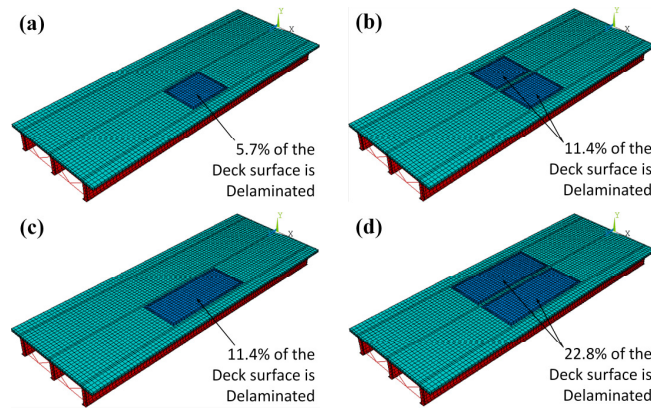 (a)
Y
X
5.7% of the
Deck surface is
Delaminated
(b)
Y
X
11.4% of the
Deck surface is
Delaminated
(c)
Y
X
11.4% of the
Deck surface is
Delaminated
(d)
Y
X
22.8% of the
Deck surface is
Delaminated